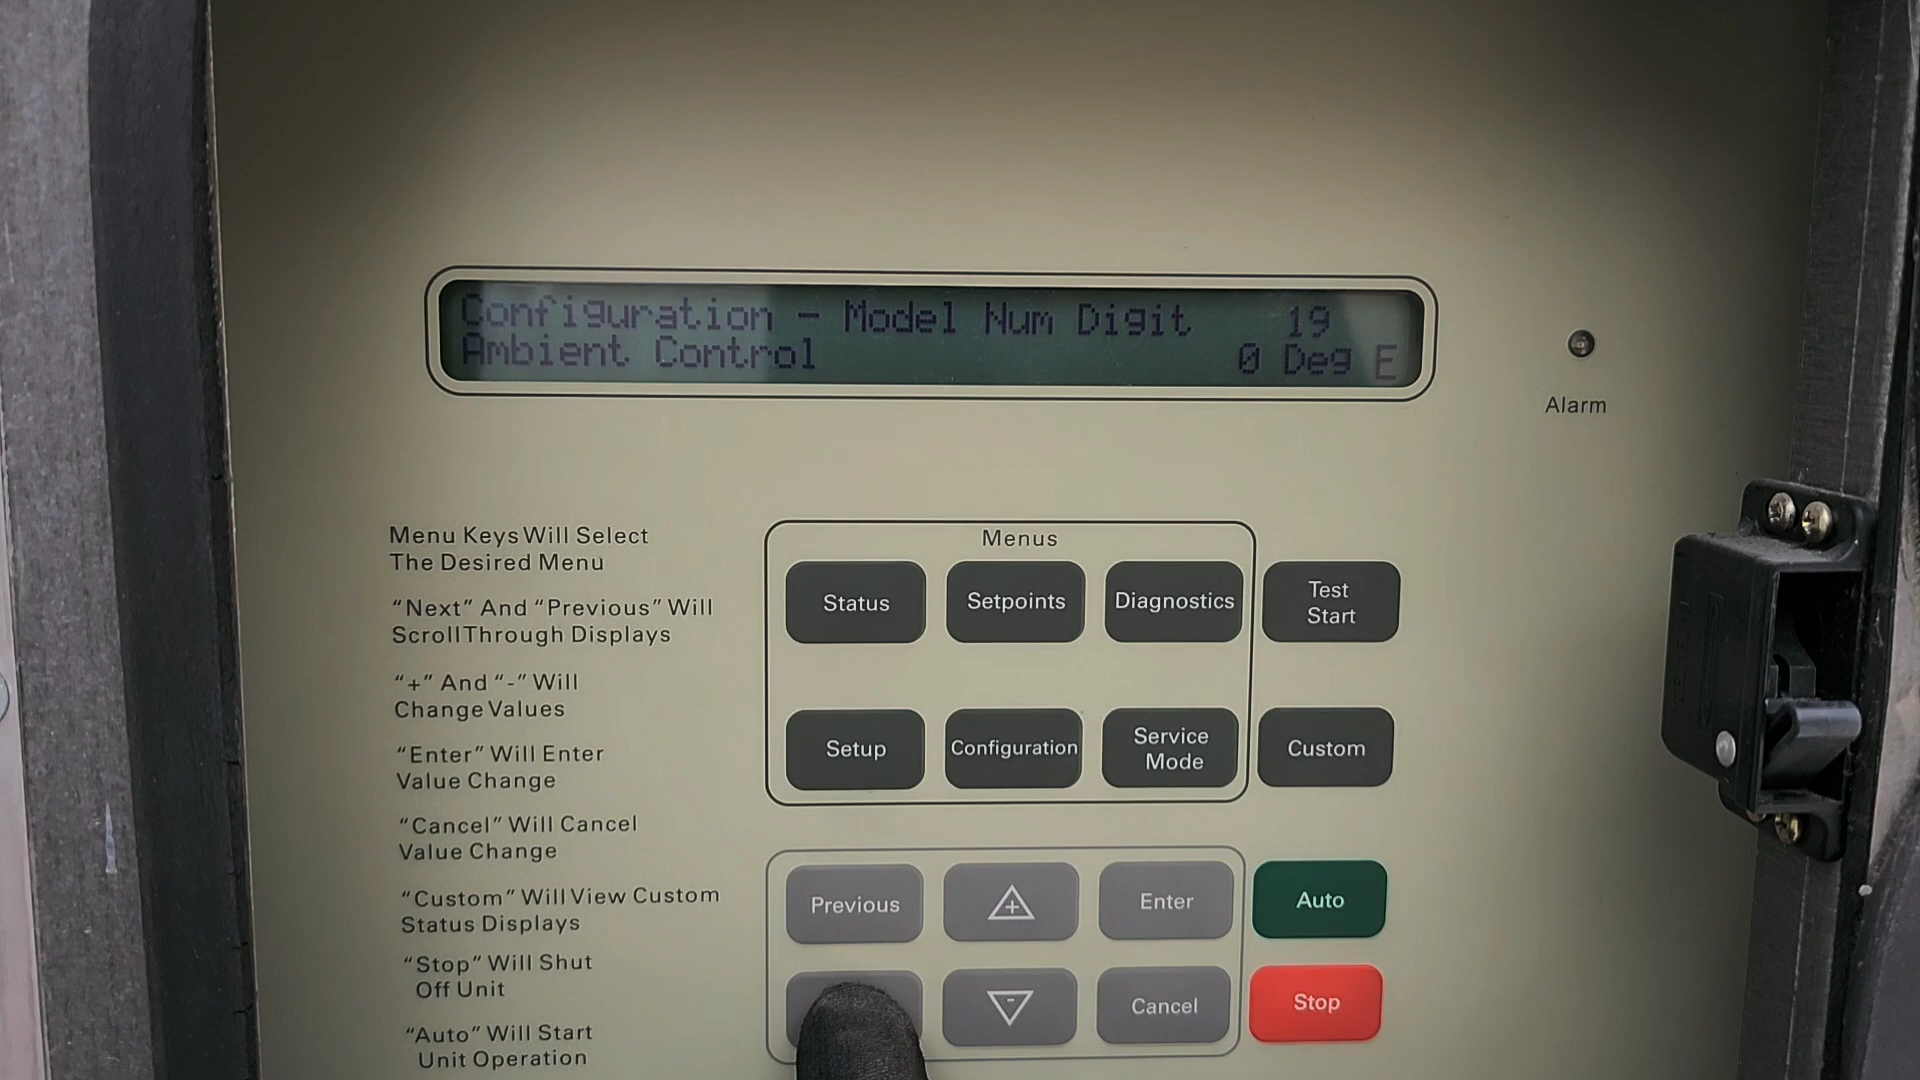 Configuration - Model Num Digit 19
Ambient Control 0 Deg F
Alarm
Menu Keys Will Select
The Desired Menu
"Next" And "Previous" Will
Scroll Through Displays
"+" And "-" Will
Change Values
"Enter" Will Enter
Value Change
"Cancel" Will Cancel
Value Change
"Custom" Will View Custom
Status Displays
"Stop" Will Shut
Off Unit
"Auto" Will Start
Unit Operation
Menus
Status
Setpoints
Diagnostics
Test
Start
Setup
Configuration
Service
Mode
Custom
Previous
+
Enter
Auto
-
Cancel
Stop